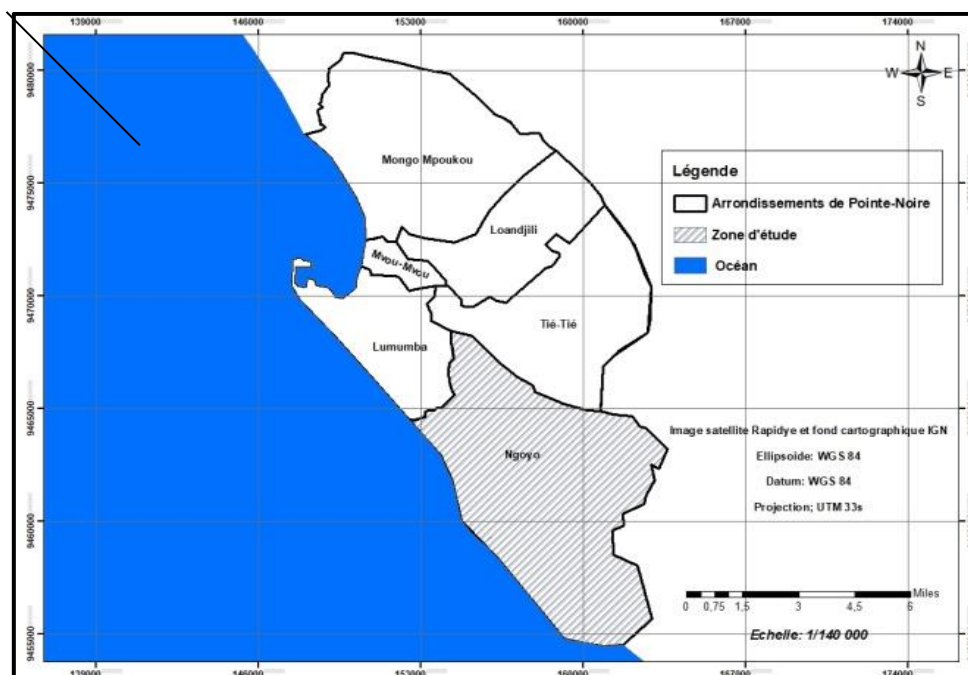 139000 146000 153000 160000 167000 174000
N
W E
S
9480000
9475000
9470000
9465000
9460000
9455000
Mongo Mpoukou
Loandjili
Mvou-Mvou
Tié-Tié
Lumumba
Ngoyo
Légende
Arrondissements de Pointe-Noire
Zone d'étude
Océan
Image satellite Rapidye et fond cartographique IGN
Ellipsoide: WGS 84
Datum: WGS 84
Projection; UTM 33s
Miles
0 0,75 1,5 3 4,5 6
Echelle: 1/140 000
139000 146000 153000 160000 167000 174000